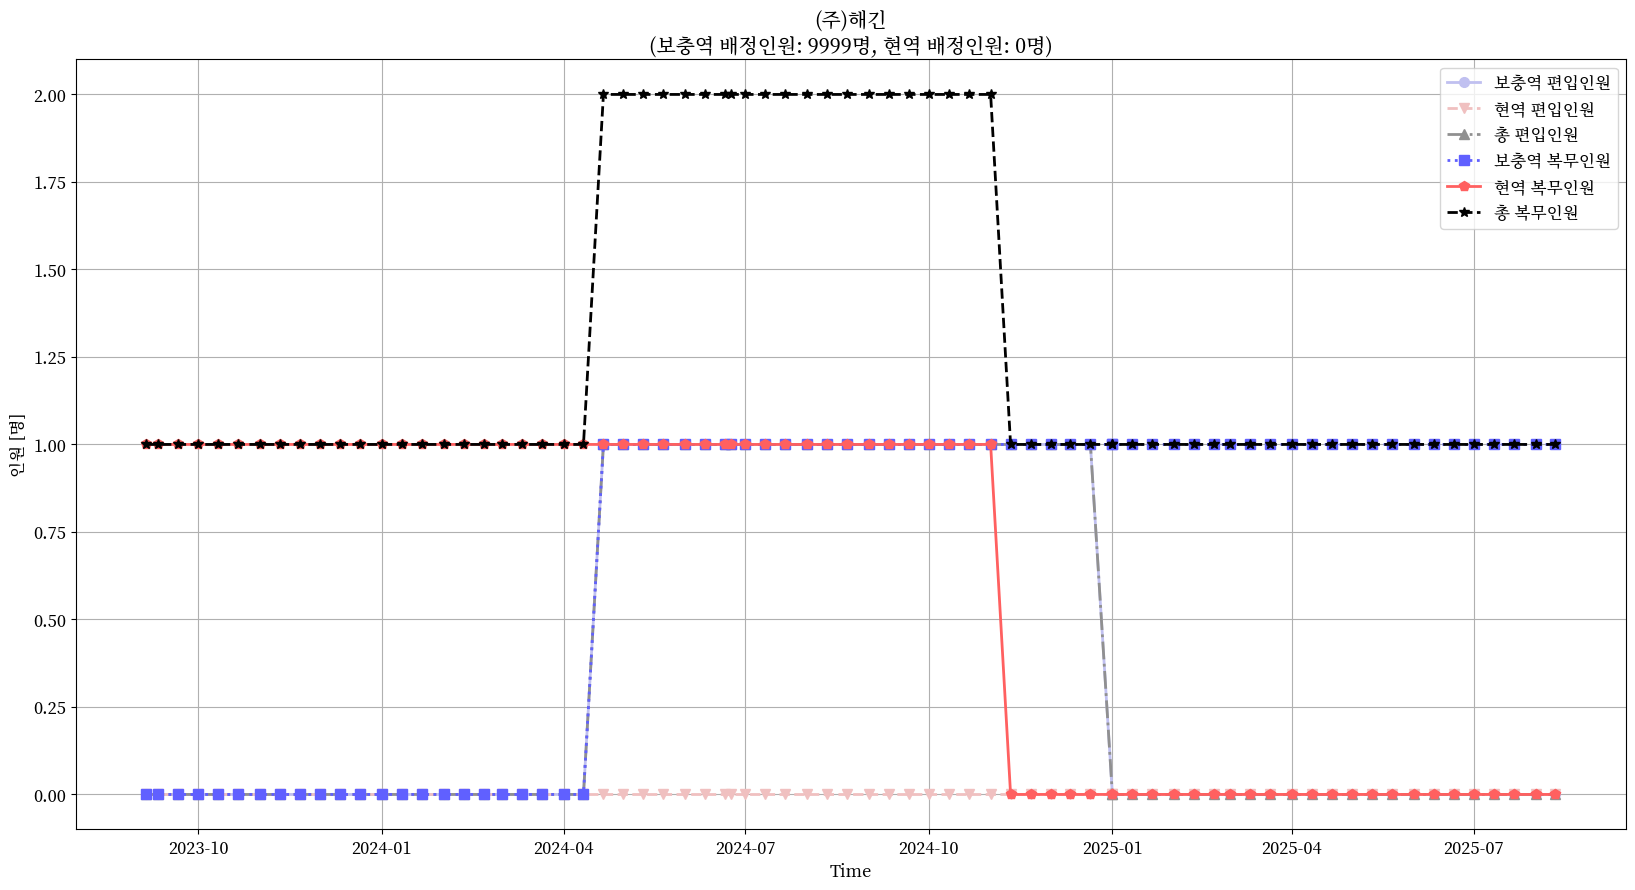 (주)해긴
(보충역 배정인원: 9999명, 현역 배정인원: 0명)
보충역 편입인원
현역 편입인원
총 편입인원
보충역 복무인원
현역 복무인원
총 복무인원
인원 [명]
2.00
1.75
1.50
1.25
1.00
0.75
0.50
0.25
0.00
2023-10
2024-01
2024-04
2024-07
2024-10
2025-01
2025-04
2025-07
Time